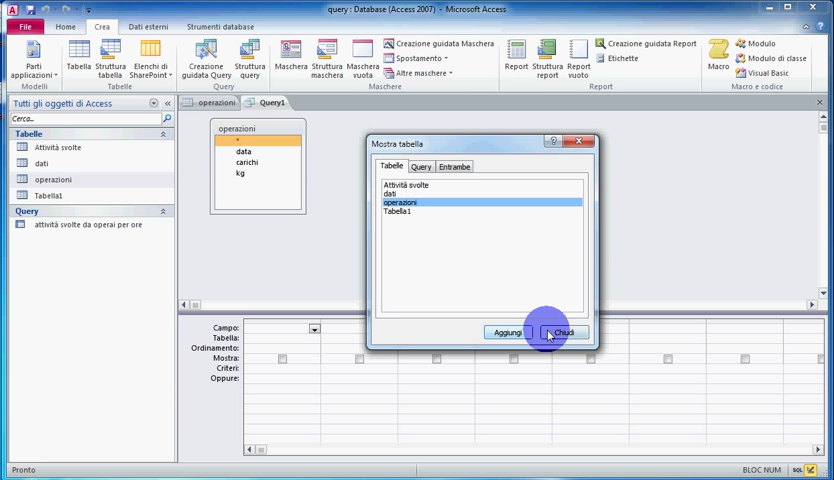 query : Database (Access 2007) - Microsoft Access
File Home Crea Dati esterni Strumenti database
Parti applicazioni
Tabella
Struttura tabella
Elenchi di SharePoint
Creazione guidata Query
Struttura query
Maschera
Struttura maschera
Maschera vuota
Creazione guidata Maschera
Spostamento
Altre maschere
Report
Struttura report
Report vuoto
Creazione guidata Report
Etichette
Macro
Modulo
Modulo di classe
Visual Basic
Modelli Tabelle Query Maschere Report Macro e codice
Tutti gli oggetti di Access
Cerca...
Tabelle
Attività svolte
dati
operazioni
Tabella1
Query
attività svolte da operai per ore
operazioni Query1
operazioni
*
data
carichi
kg
Mostra tabella
Tabelle Query Entrambe
Attività svolte
dati
operazioni
Tabella1
Aggiungi Chiudi
Campo:
Tabella:
Ordinamento:
Mostra:
Criteri:
Oppure:
Pronto
BLOC NUM
SQL